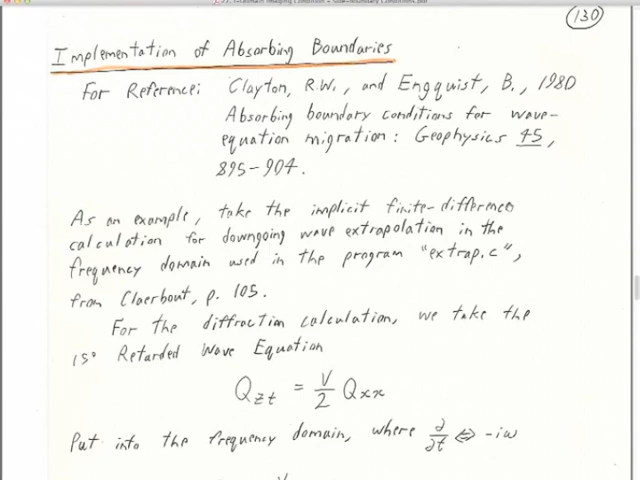 (130)
Implementation of Absorbing Boundaries
For Reference: Clayton, R.W., and Engquist, B., 1980
Absorbing boundary conditions for wave-
equation migration: Geophysics 45,
895-904.
As an example, take the implicit finite-difference
calculation for downgoing wave extrapolation in the
frequency domain used in the program "extrap.c",
from Claerbout, p. 105.
For the diffraction calculation, we take the
15° Retarded Wave Equation
Q_zt = V/2 Q_xx
Put into the frequency domain, where ∂/∂t ⇔ -iω